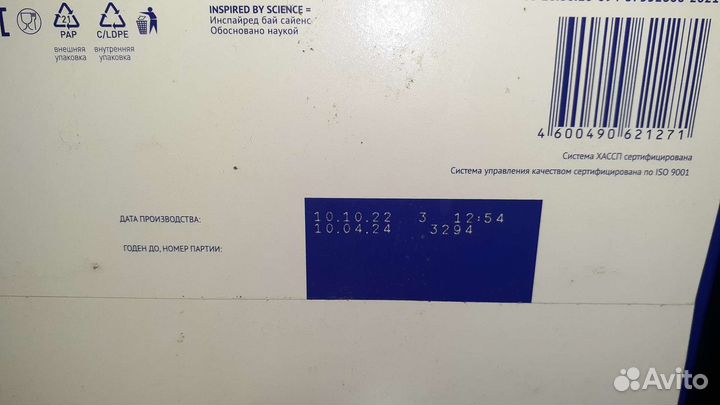 INSPIRED BY SCIENCE =
Инспайред бай сайенс
Обосновано наукой
21
PAP
внешняя
упаковка
C/LDPE
внутренняя
упаковка
4 600490 621271
Система ХАССП сертифицирована
Система управления качеством сертифицирована по ISO 9001
ДАТА ПРОИЗВОДСТВА:
10.10.22 3 12:54
10.04.24 3294
ГОДЕН ДО, НОМЕР ПАРТИИ:
Avito